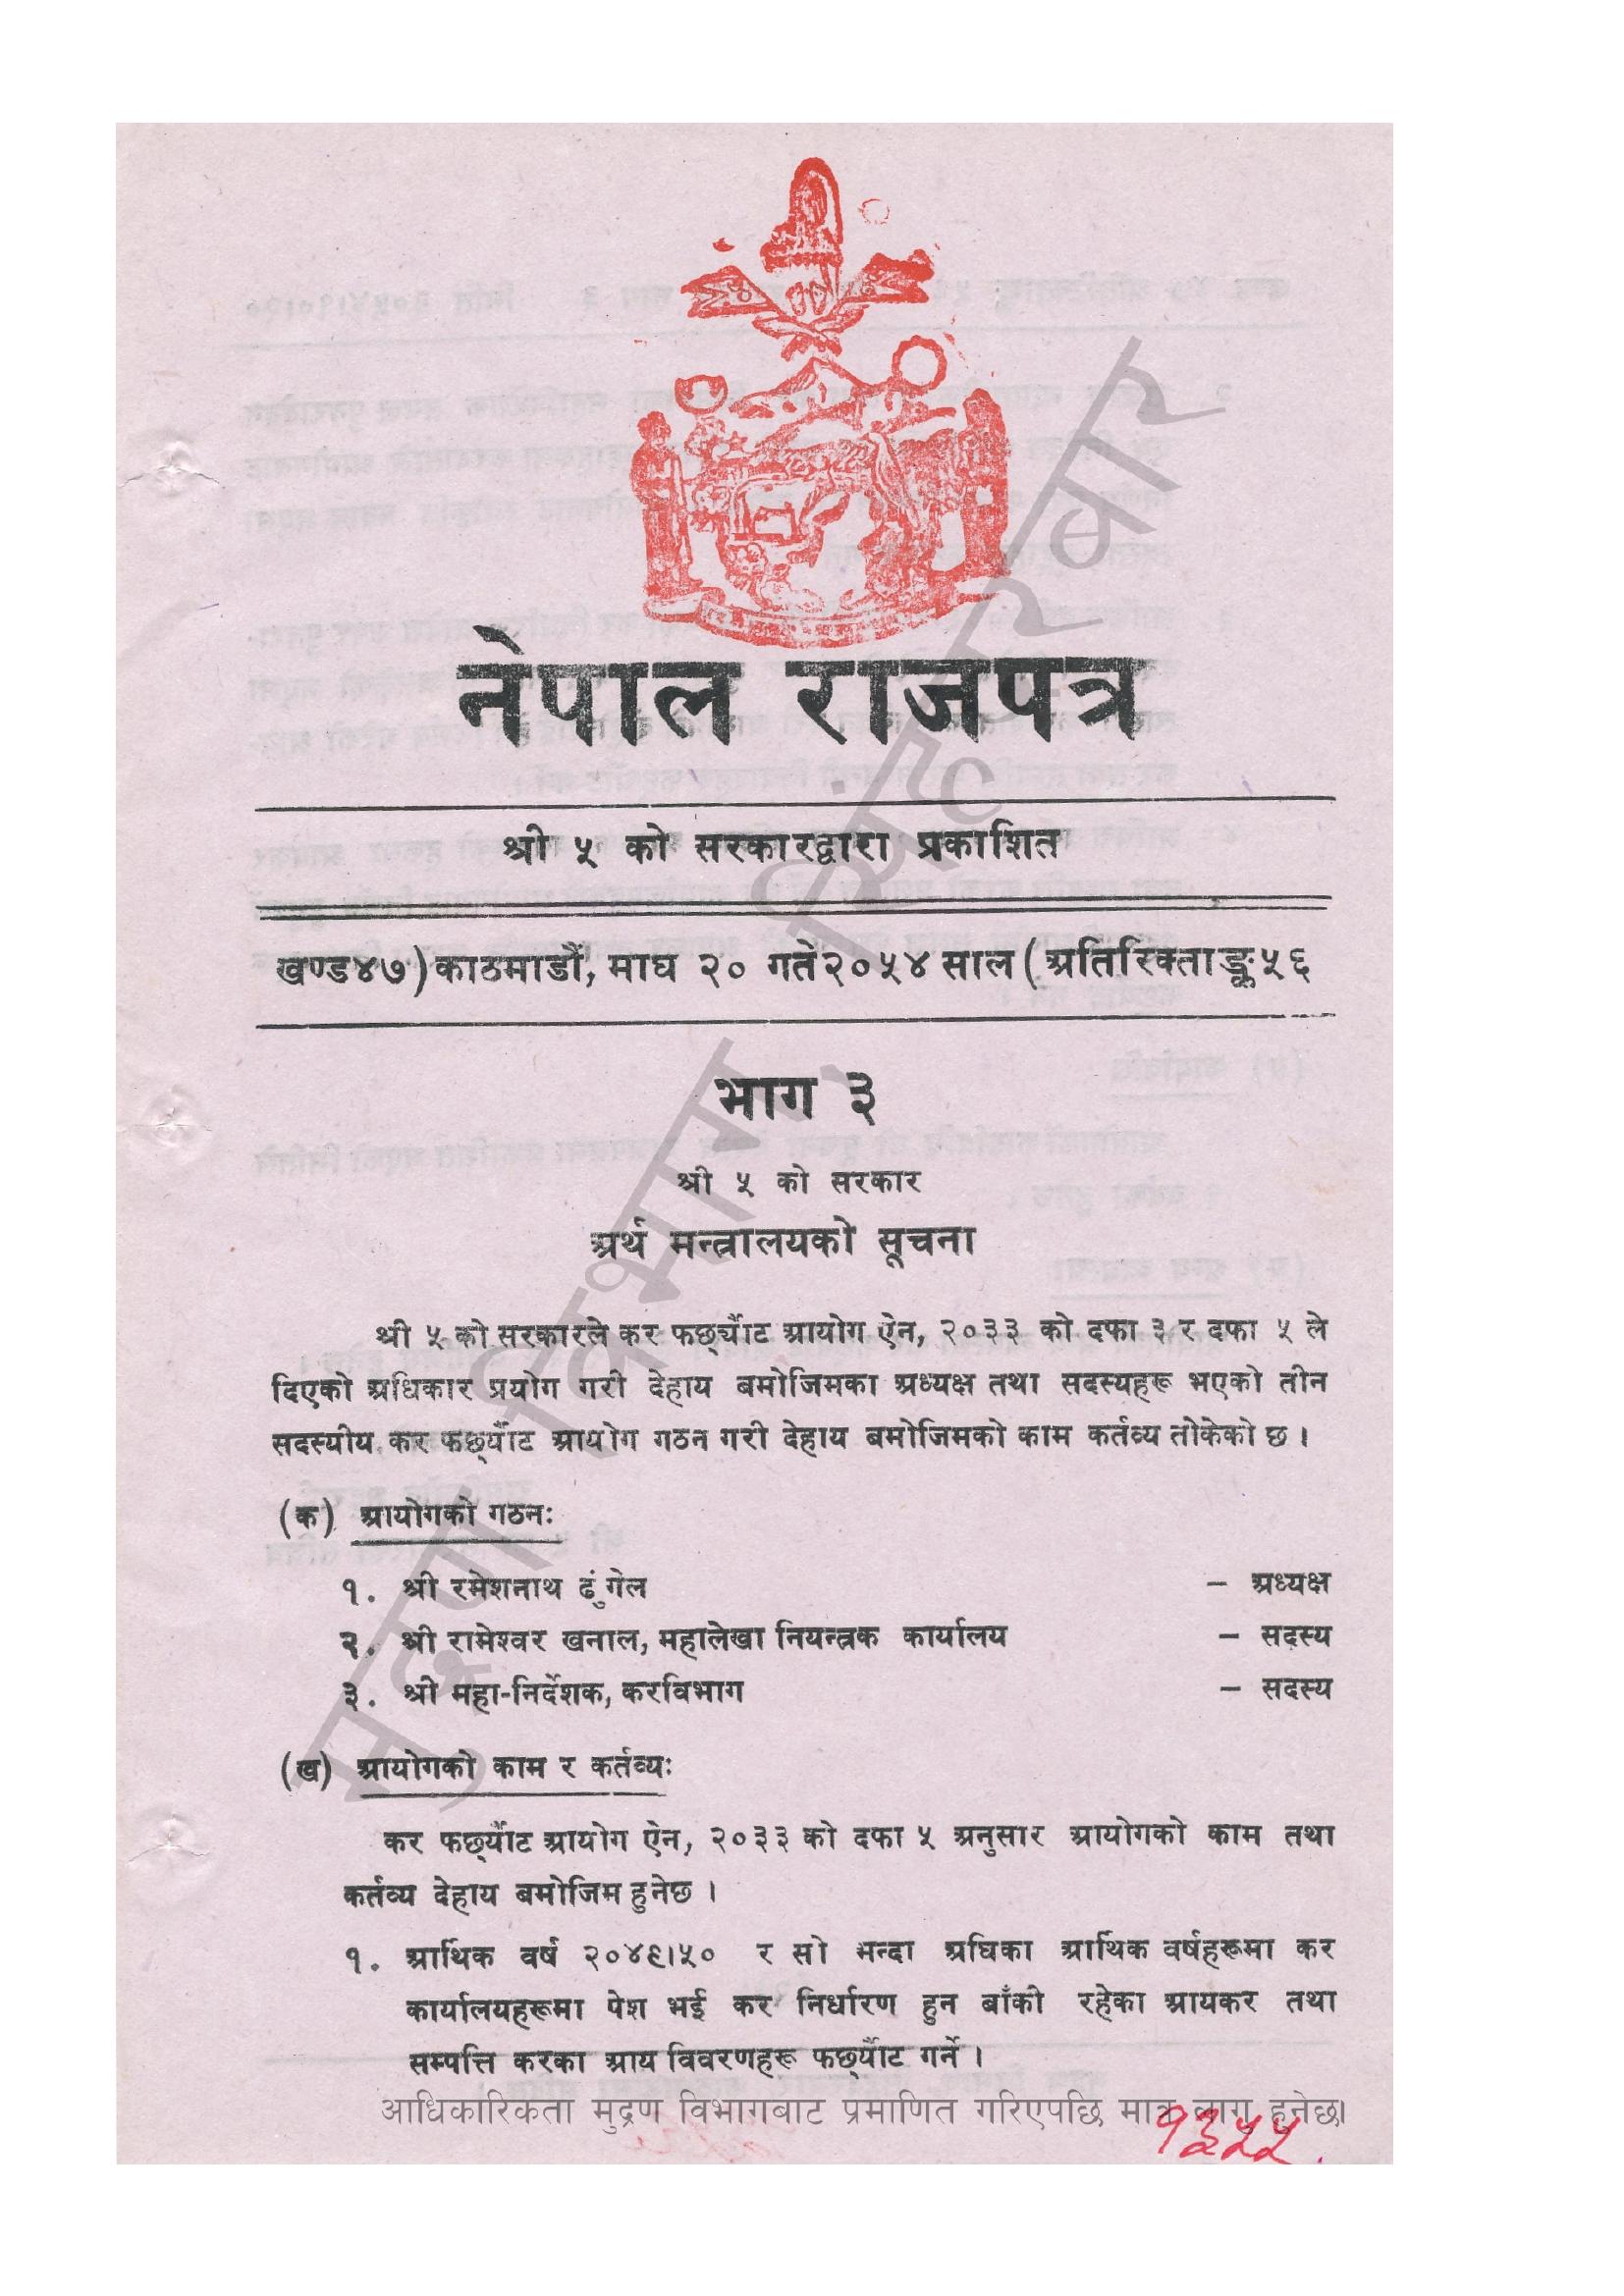 नेपाल राजपत्र
श्री ५ को सरकारद्वारा प्रकाशित
खण्ड४७) काठमाडौं, माघ २० गते२०५४ साल (अतिरिक्ताङ्क५६
भाग ३
श्री ५ को सरकार
अर्थ मन्त्रालयको सूचना
श्री ५ को सरकारले कर फछ्र्यौट आयोग ऐन, २०३३ को दफा ३ र दफा ५ ले
दिएको अधिकार प्रयोग गरी देहाय बमोजिमका अध्यक्ष तथा सदस्यहरू भएको तीन
सदस्यीय कर फछ्र्यौट आयोग गठन गरी देहाय बमोजिमको काम कर्तव्य तोकेको छ ।
(क) आयोगको गठनः
१. श्री रमेशनाथ ढुंगेल – अध्यक्ष
२. श्री रामेश्वर खनाल, महालेखा नियन्त्रक कार्यालय – सदस्य
३. श्री महा-निर्देशक, करविभाग – सदस्य
(ख) आयोगको काम र कर्तव्यः
कर फछ्र्यौट आयोग ऐन, २०३३ को दफा ५ अनुसार आयोगको काम तथा
कर्तव्य देहाय बमोजिम हुनेछ ।
१. आर्थिक वर्ष २०४९।५० र सो भन्दा अघिका आर्थिक वर्षहरूमा कर
कार्यालयहरूमा पेश भई कर निर्धारण हुन बाँकी रहेका आयकर तथा
सम्पत्ति करका आय विवरणहरू फछ्र्यौट गर्ने ।
आधिकारिकता मुद्रण विभागबाट प्रमाणित गरिएपछि मात्र लागु हुनेछ।
१३५५
मुद्रण विभाग, सिंहदरबार